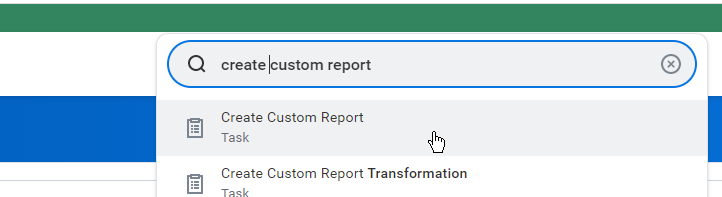 create custom report
Create Custom Report
Task
Create Custom Report Transformation
Task